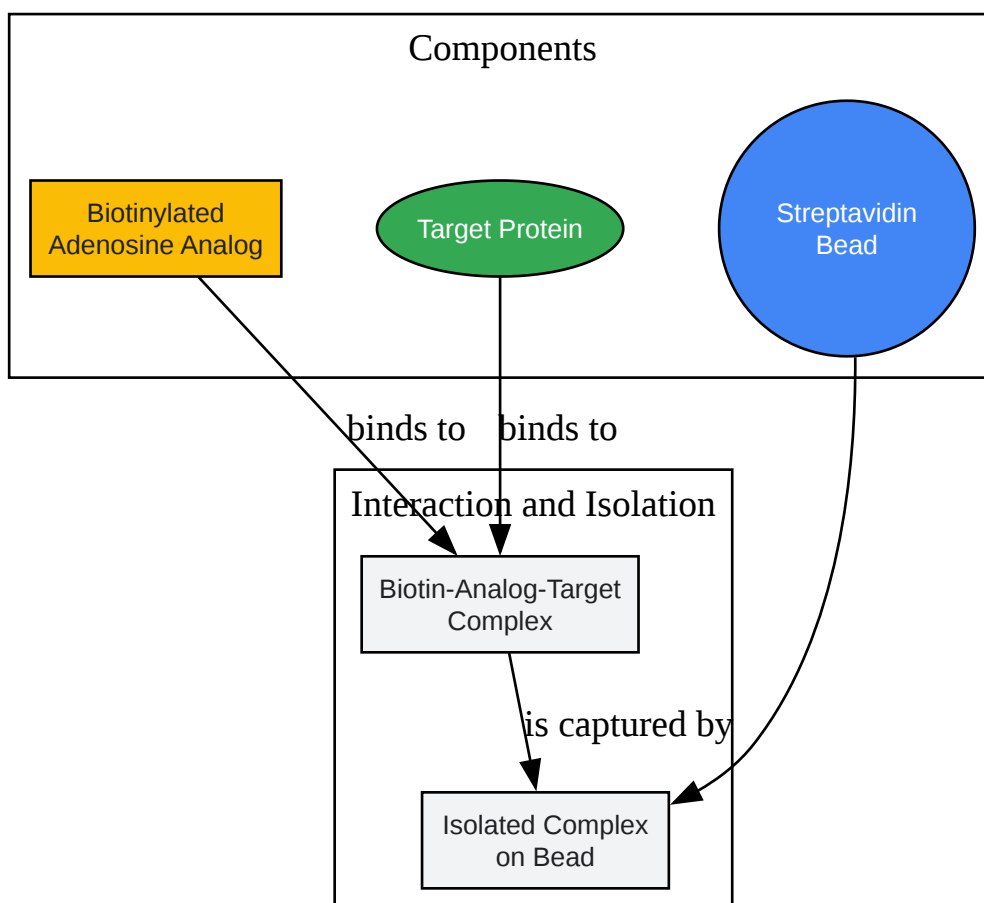 Components
Biotinylated
Adenosine Analog
Target Protein
Streptavidin
Bead
binds to
binds to
Interaction and Isolation
Biotin-Analog-Target
Complex
is captured by
Isolated Complex
on Bead